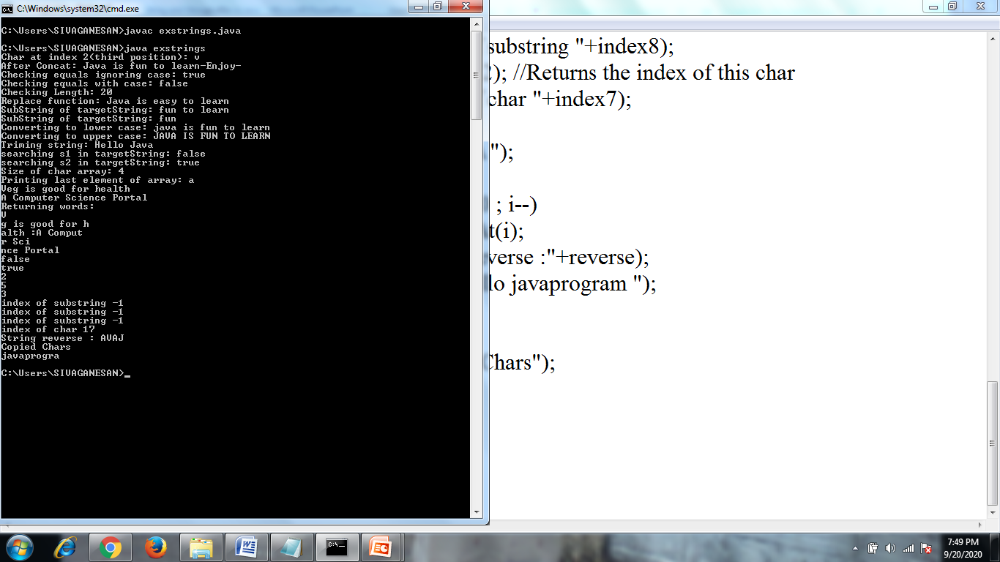 C:\Windows\system32\cmd.exe
C:\Users\SIVAGANESAN>javac exstrings.java
C:\Users\SIVAGANESAN>java exstrings
Char at index 2(third position): v
After Concat: Java is fun to learn-Enjoy-
Checking equals ignoring case: true
Checking equals with case: false
Checking Length: 20
Replace function: Java is easy to learn
SubString of targetString: fun to learn
SubString of targetString: fun
Converting to lower case: java is fun to learn
Converting to upper case: JAVA IS FUN TO LEARN
Triming string: Hello Java
searching s1 in targetString: false
searching s2 in targetString: true
Size of char array: 4
Printing last element of array: a
Veg is good for health
A Computer Science Portal
Returning words:
V
g is good for h
alth :A Comput
r Sci
nce Portal
false
true
2
5
3
index of substring -1
index of substring -1
index of substring -1
index of char 17
String reverse : AVAJ
Copied Chars
javaprogra
C:\Users\SIVAGANESAN>_
substring "+index8);
); //Returns the index of this char
char "+index7);
");
; i--)
t(i);
verse :"+reverse);
lo javaprogram ");
Chars");
7:49 PM
9/20/2020